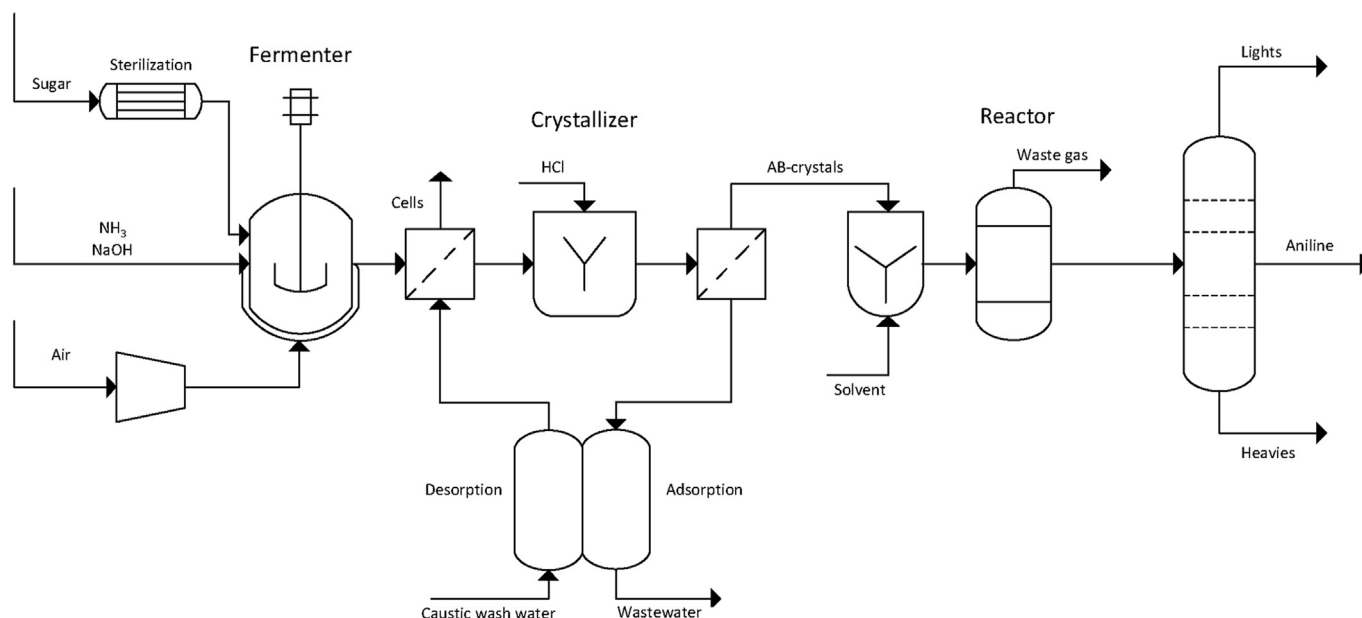 Fermenter
Sterilization
Sugar
NH₃
NaOH
Air
Cells
Crystallizer
HCl
AB-crystals
Reactor
Waste gas
Solvent
Lights
Aniline
Heavies
Desorption
Adsorption
Caustic wash water
Wastewater